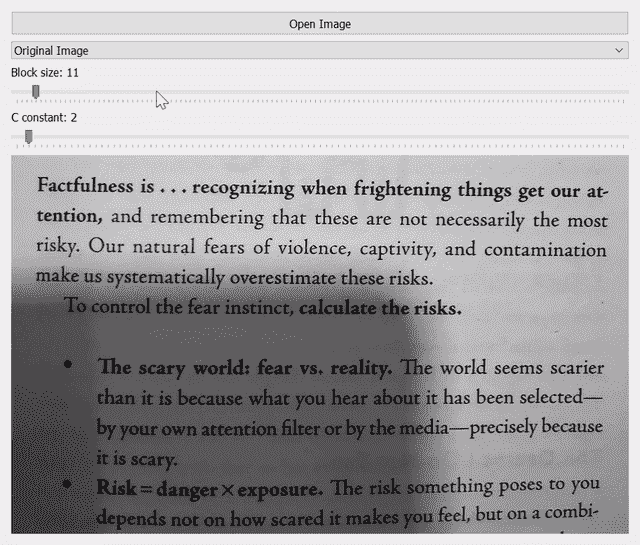 Open Image
Original Image
Block size: 11
C constant: 2
Factfulness is . . . recognizing when frightening things get our at-
tention, and remembering that these are not necessarily the most
risky. Our natural fears of violence, captivity, and contamination
make us systematically overestimate these risks.
To control the fear instinct, calculate the risks.
• The scary world: fear vs. reality. The world seems scarier
than it is because what you hear about it has been selected—
by your own attention filter or by the media—precisely because
it is scary.
• Risk = danger × exposure. The risk something poses to you
depends not on how scared it makes you feel, but on a combi-